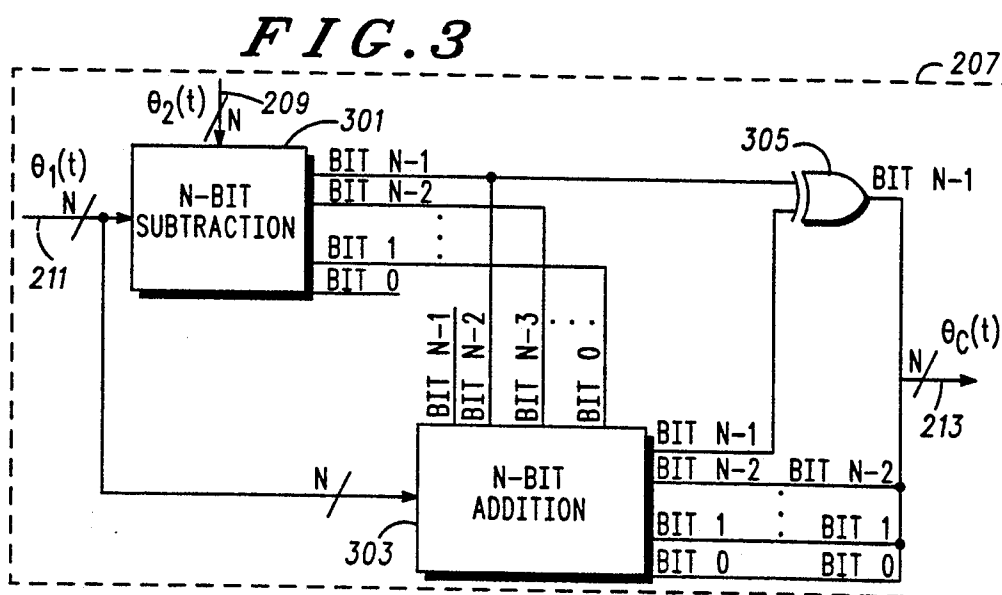 FIG.3
207
θ2(t)
209
N
301
θ1(t)
N
211
N-BIT
SUBTRACTION
BIT N-1
BIT N-2
BIT 1
BIT 0
305
BIT N-1
BIT N-1
BIT N-2
BIT N-3
BIT 0
N
θC(t)
213
N
303
N-BIT
ADDITION
BIT N-1
BIT N-2 BIT N-2
BIT 1 BIT 1
BIT 0 BIT 0